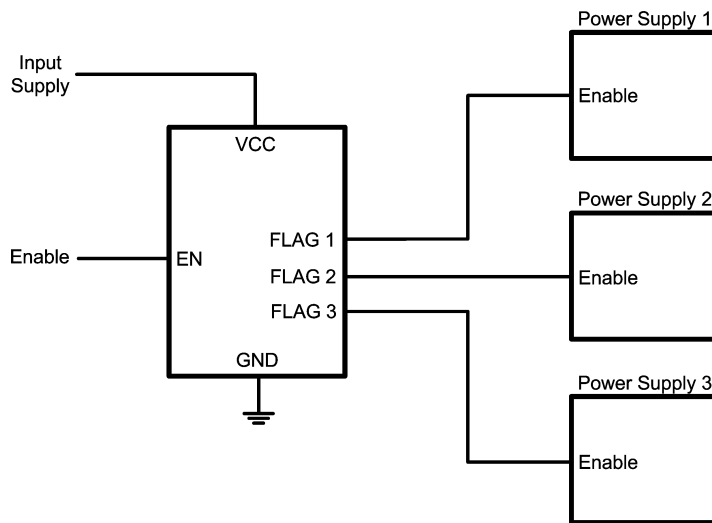 Power Supply 1
Input
Supply
Enable
VCC
Power Supply 2
FLAG 1
Enable
EN
FLAG 2
Enable
FLAG 3
GND
Power Supply 3
Enable